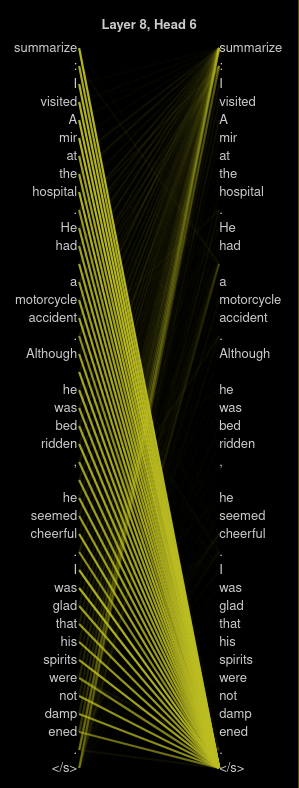 Layer 8, Head 6
summarize summarize
: :
I I
visited visited
A A
mir mir
at at
the the
hospital hospital
. .
He He
had had
a a
motorcycle motorcycle
accident accident
. .
Although Although
he he
was was
bed bed
ridden ridden
, ,
he he
seemed seemed
cheerful cheerful
. .
I I
was was
glad glad
that that
his his
spirits spirits
were were
not not
damp damp
ened ened
. .
</s> </s>